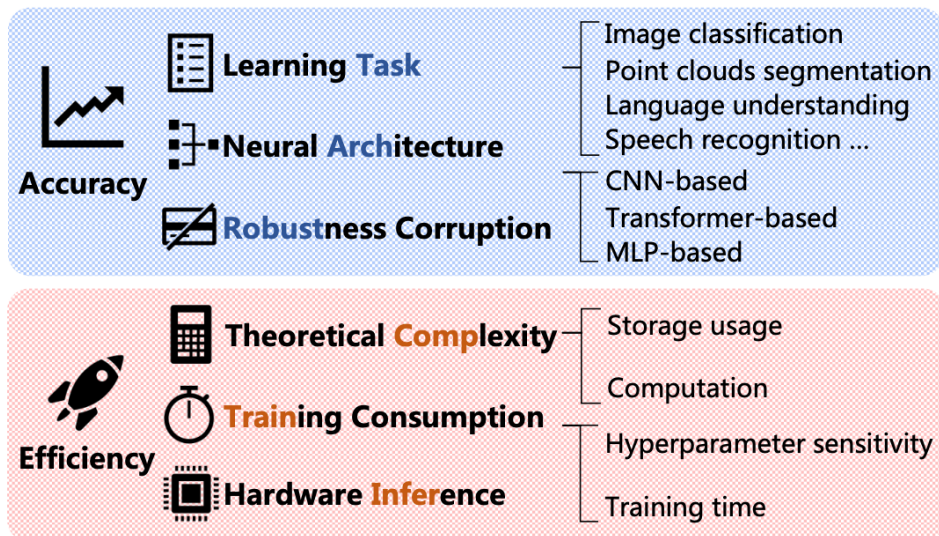 Accuracy
Learning Task
Image classification
Point clouds segmentation
Language understanding
Speech recognition ...
Neural Architecture
CNN-based
Transformer-based
MLP-based
Robustness Corruption
Efficiency
Theoretical Complexity
Storage usage
Computation
Training Consumption
Hyperparameter sensitivity
Training time
Hardware Inference